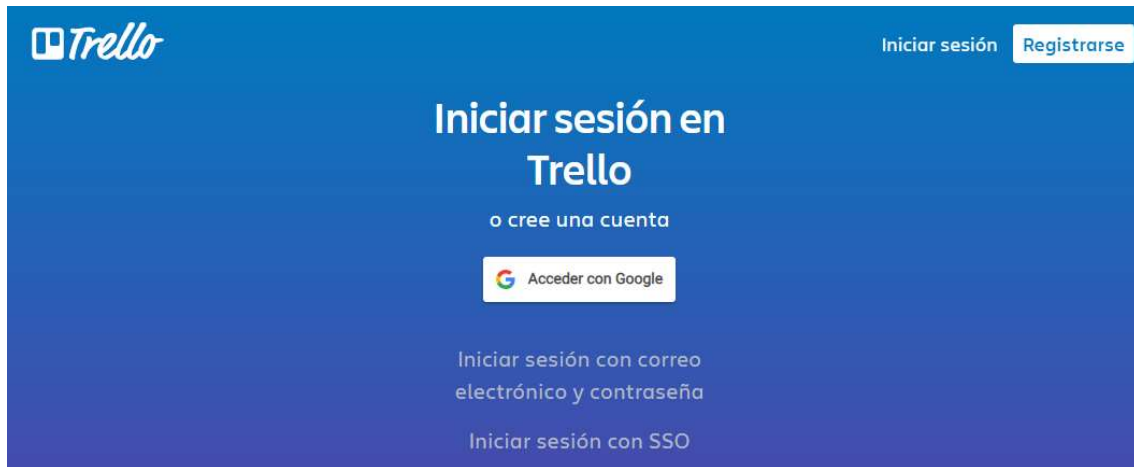 Trello
Iniciar sesión
Registrarse
Iniciar sesión en
Trello
o cree una cuenta
Acceder con Google
Iniciar sesión con correo
electrónico y contraseña
Iniciar sesión con SSO